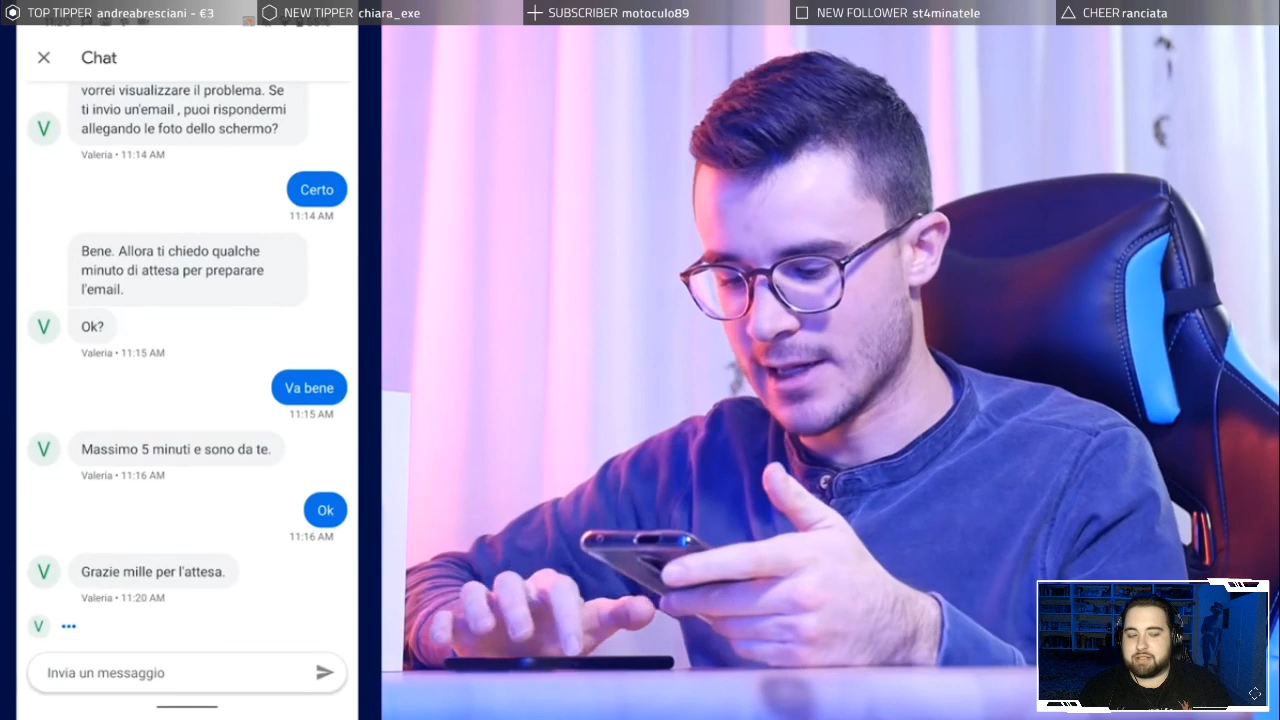 TOP TIPPER andreabresciani - €3
NEW TIPPER chiara_exe
SUBSCRIBER motoculo89
NEW FOLLOWER st4minatele
CHEER ranciata
Chat
vorrei visualizzare il problema. Se
ti invio un'email , puoi rispondermi
allegando le foto dello schermo?
V
Valeria • 11:14 AM
Certo
11:14 AM
Bene. Allora ti chiedo qualche
minuto di attesa per preparare
l'email.
V
Ok?
Valeria • 11:15 AM
Va bene
11:15 AM
V
Massimo 5 minuti e sono da te.
Valeria • 11:16 AM
Ok
11:16 AM
V
Grazie mille per l'attesa.
Valeria • 11:20 AM
V
Invia un messaggio